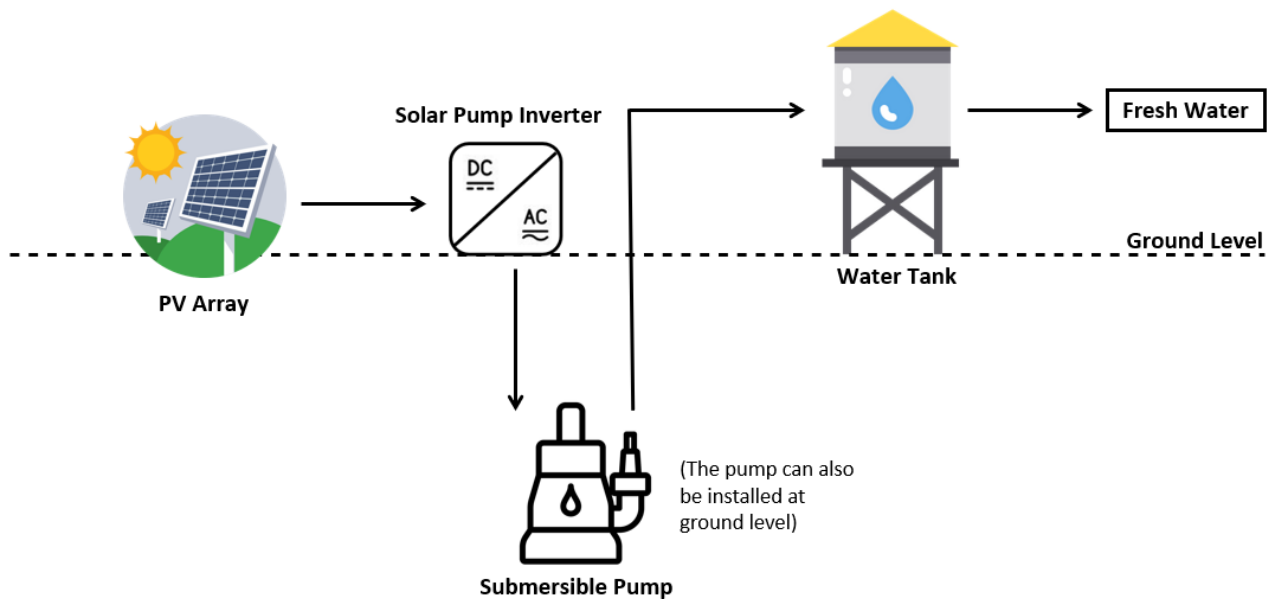 Solar Pump Inverter
DC
AC
Fresh Water
Ground Level
PV Array
Water Tank
(The pump can also
be installed at
ground level)
Submersible Pump